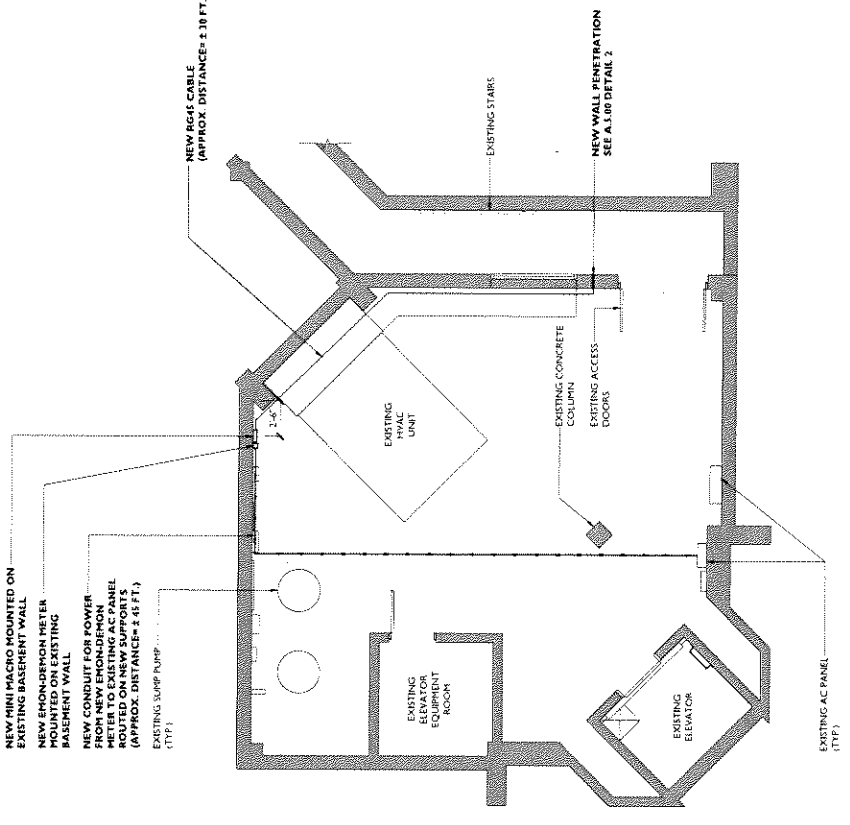 NEW MINI MACRO MOUNTED ON
EXISTING BASEMENT WALL
NEW EMON-DEMON METER
MOUNTED ON EXISTING
BASEMENT WALL
NEW CONDUIT FOR POWER
FROM NEW EMON-DEMON
METER TO EXISTING AC PANEL
ROUTED ON NEW SUPPORTS
(APPROX. DISTANCE= ± 45 FT.)
EXISTING SUMP PUMP
(TYP)
NEW RG45 CABLE
(APPROX. DISTANCE= ± 30 FT.
EXISTING STAIRS
NEW WALL PENETRATION
SEE A.5.00 DETAIL 2
2'-6"
EXISTING
HVAC
UNIT
EXISTING CONCRETE
COLUMN
EXISTING ACCESS
DOORS
EXISTING
ELEVATOR
EQUIPMENT
ROOM
EXISTING
ELEVATOR
EXISTING AC PANEL
(TYP)